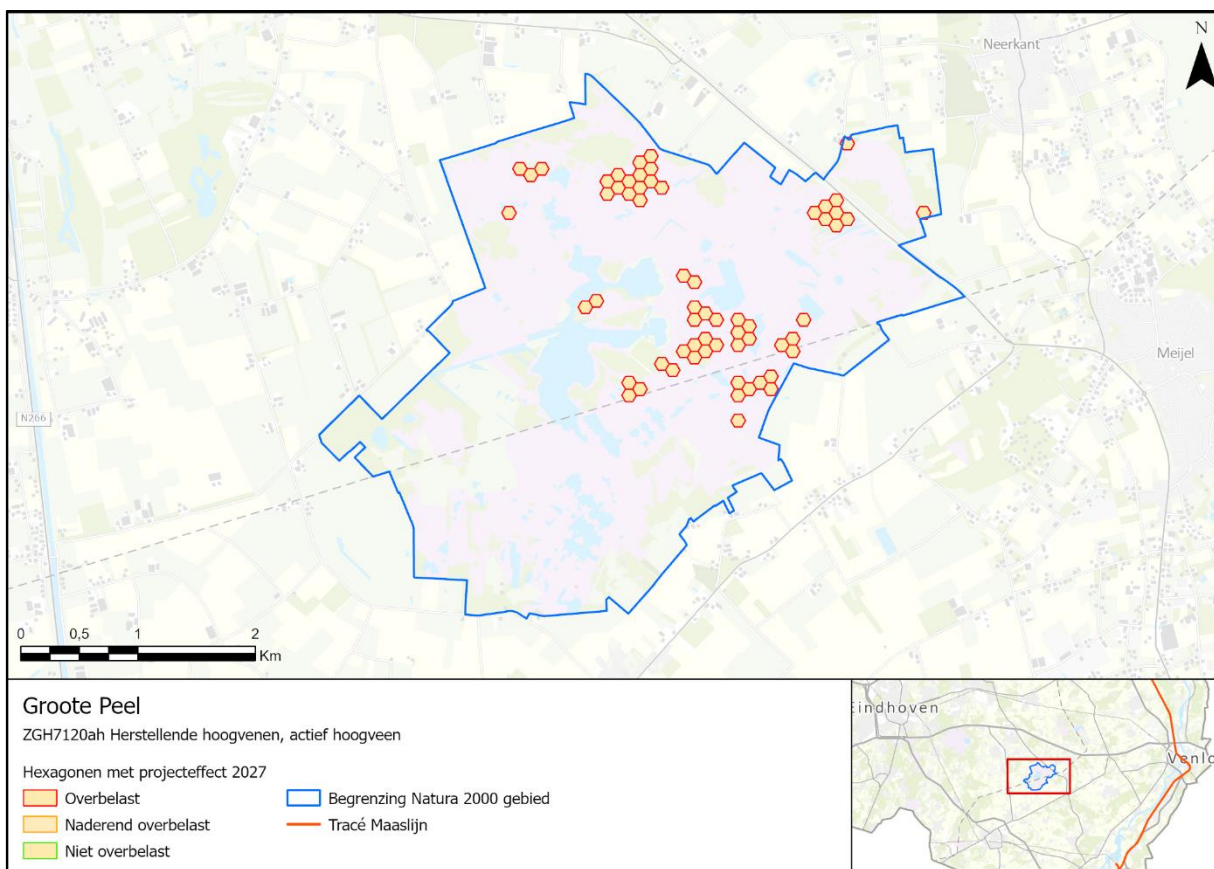 Neerkant
N
Meijel
N266
0 0,5 1 2
Km
Groote Peel
ZGH7120ah Herstellende hoogvenen, actief hoogveen
Hexagonen met projecteffect 2027
Overbelast
Naderend overbelast
Niet overbelast
Begrenzing Natura 2000 gebied
Tracé Maaslijn
Eindhoven
Venlo